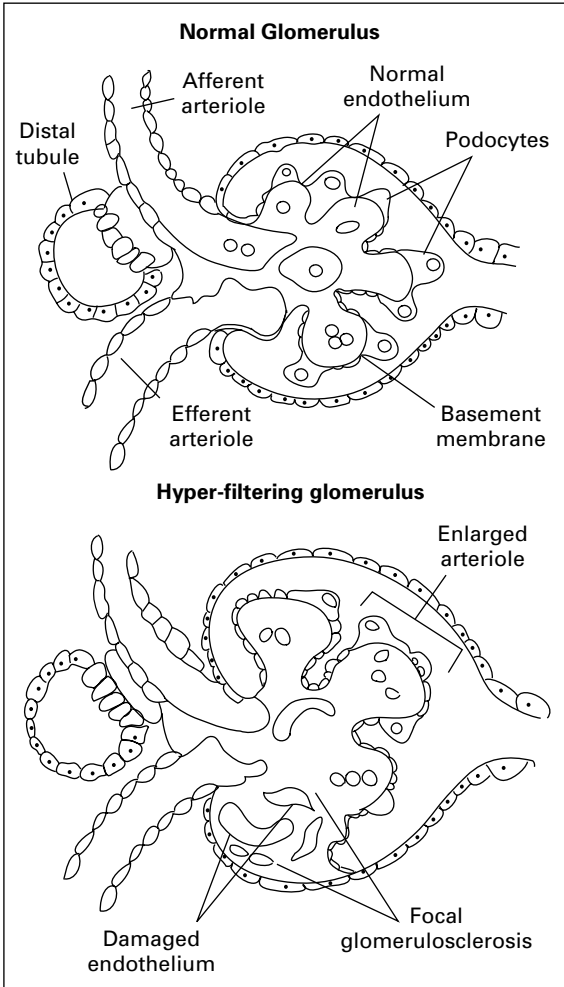 Normal Glomerulus
Afferent
arteriole
Normal
endothelium
Distal
tubule
Podocytes
Efferent
arteriole
Basement
membrane
Hyper-filtering glomerulus
Enlarged
arteriole
Damaged
endothelium
Focal
glomerulosclerosis